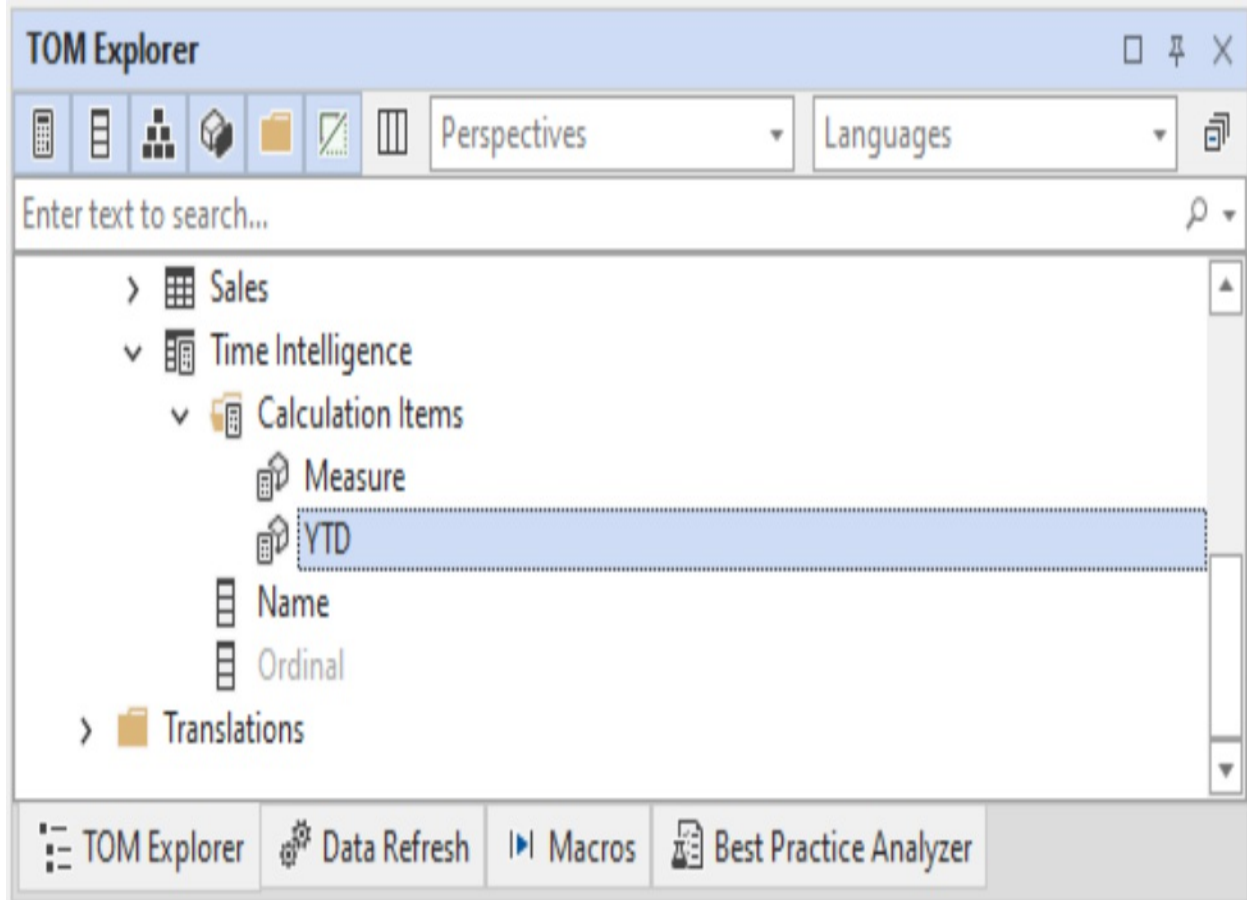 TOM Explorer
Perspectives Languages
Enter text to search...
Sales
Time Intelligence
Calculation Items
Measure
YTD
Name
Ordinal
Translations
TOM Explorer Data Refresh Macros Best Practice Analyzer